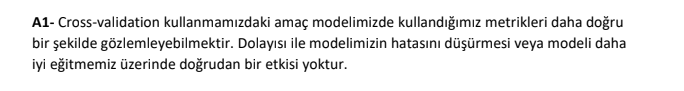 A1- Cross-validation kullanmamızdaki amaç modelimizde kullandığımız metrikleri daha doğru
bir şekilde gözlemleyebilmektir. Dolayısı ile modelimizin hatasını düşürmesi veya modeli daha
iyi eğitmemiz üzerinde doğrudan bir etkisi yoktur.